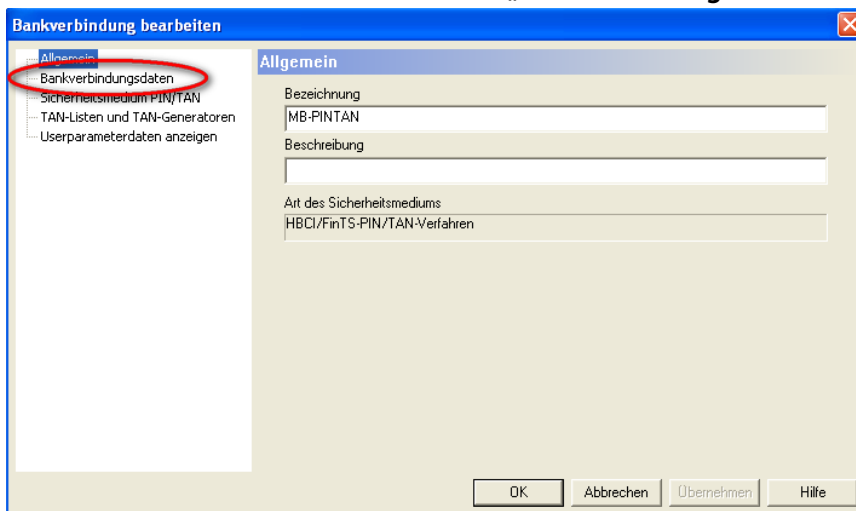 Bankverbindung bearbeiten
Allgemein
Bankverbindungsdaten
Sicherheitsmedium PIN/TAN
TAN-Listen und TAN-Generatoren
Userparameterdaten anzeigen
Allgemein
Bezeichnung
MB-PINTAN
Beschreibung
Art des Sicherheitsmediums
HBCI/FinTS-PIN/TAN-Verfahren
OK Abbrechen Übernehmen Hilfe